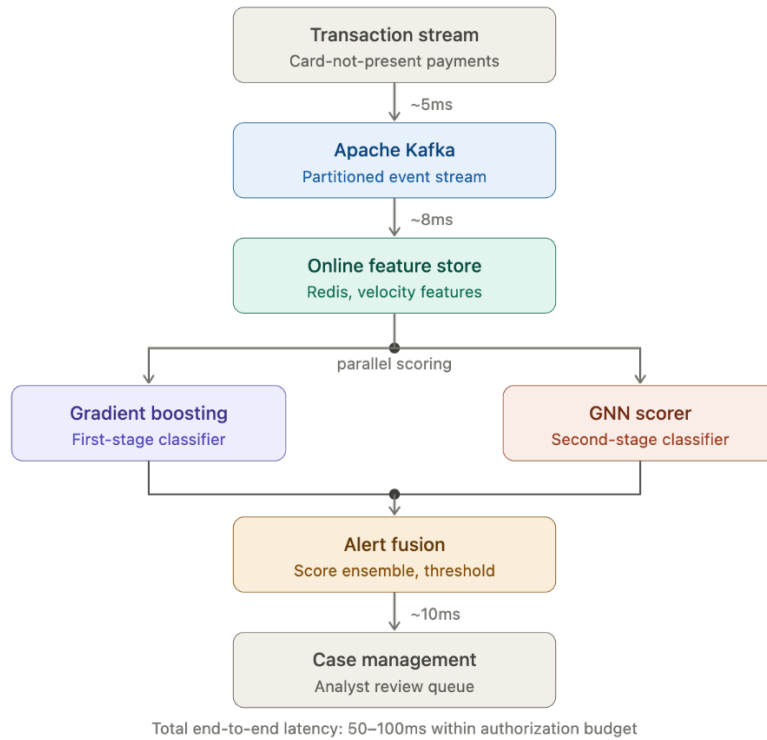 Transaction stream
Card-not-present payments
~5ms
Apache Kafka
Partitioned event stream
~8ms
Online feature store
Redis, velocity features
parallel scoring
Gradient boosting
First-stage classifier
GNN scorer
Second-stage classifier
Alert fusion
Score ensemble, threshold
~10ms
Case management
Analyst review queue
Total end-to-end latency: 50–100ms within authorization budget